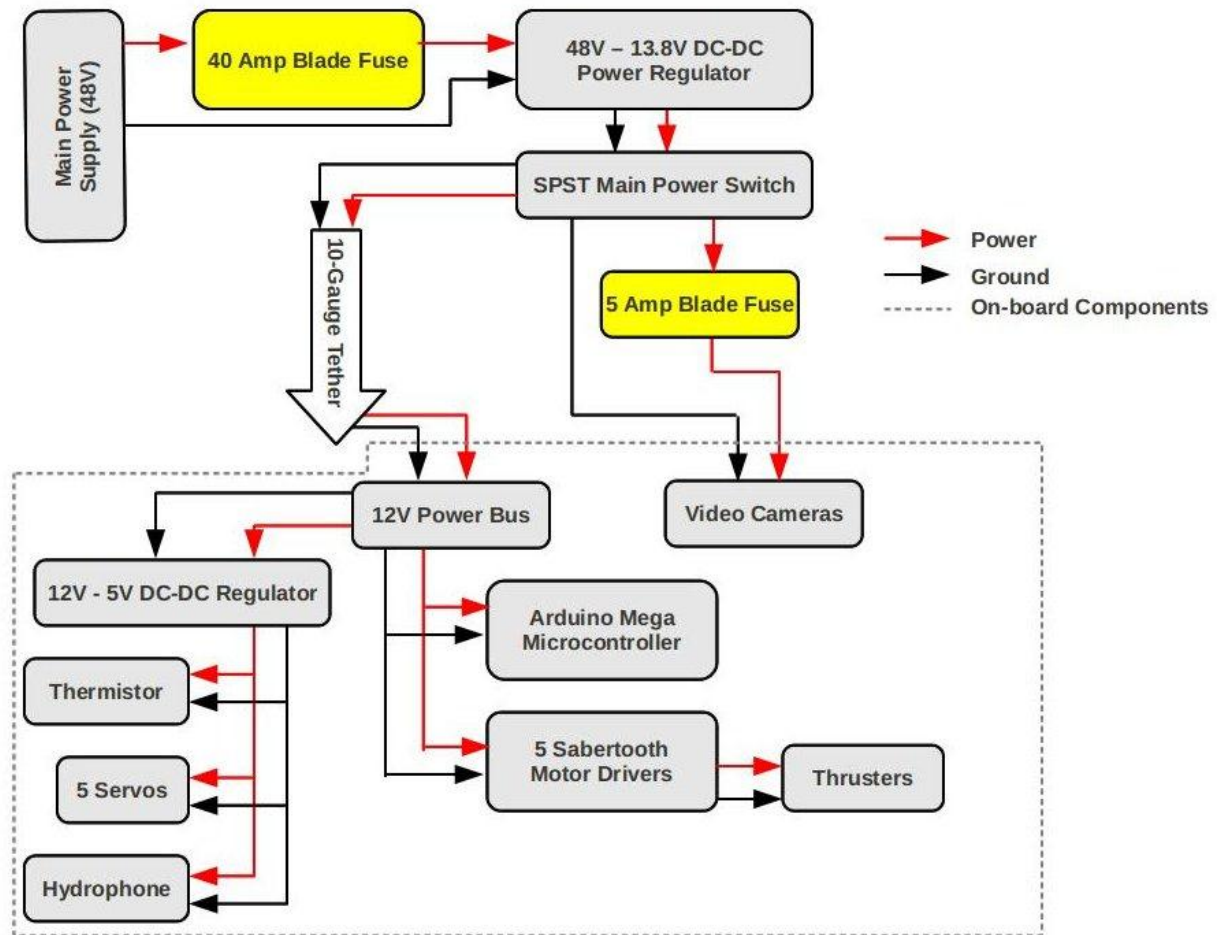 Main Power
Supply (48V)
40 Amp Blade Fuse
48V – 13.8V DC-DC
Power Regulator
SPST Main Power Switch
10-Gauge Tether
5 Amp Blade Fuse
Power
Ground
On-board Components
12V Power Bus
Video Cameras
12V - 5V DC-DC Regulator
Arduino Mega
Microcontroller
Thermistor
5 Sabertooth
Motor Drivers
Thrusters
5 Servos
Hydrophone